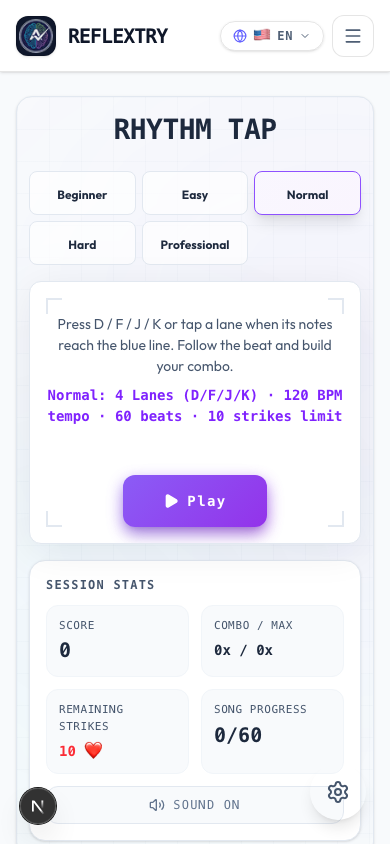 REFLEXTRY
EN
RHYTHM TAP
Beginner
Easy
Normal
Hard
Professional
Press D / F / J / K or tap a lane when its notes
reach the blue line. Follow the beat and build
your combo.
Normal: 4 Lanes (D/F/J/K) · 120 BPM
tempo · 60 beats · 10 strikes limit
Play
SESSION STATS
SCORE
0
COMBO / MAX
0x / 0x
REMAINING
STRIKES
10 ❤️
SONG PROGRESS
0/60
N
SOUND ON